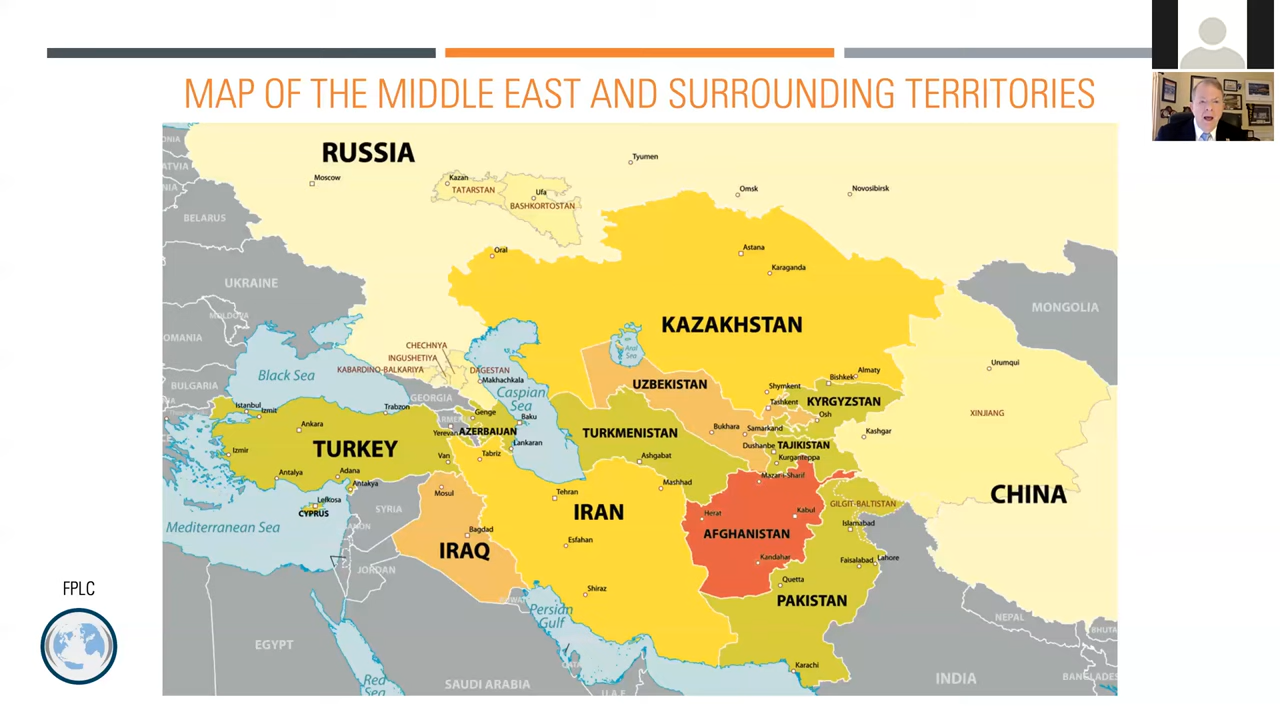 MAP OF THE MIDDLE EAST AND SURROUNDING TERRITORIES
RUSSIA
Tyumen
Moscow
Kazan
TATARSTAN
Ufa
BASHKORTOSTAN
Omsk
Novosibirsk
BELARUS
Oral
Astana
Karaganda
UKRAINE
MOLDOVA
MONGOLIA
KAZAKHSTAN
CHECHNYA
INGUSHETIYA
KABARDINO-BALKARIYA
DAGESTAN
Makhachkala
Aral
Sea
Black Sea
BULGARIA
GEORGIA
Caspian
Sea
UZBEKISTAN
Shymkent
Bishkek
Almaty
Urumqui
Tashkent
KYRGYZSTAN
Osh
XINJIANG
Istanbul
Izmit
Trabzon
Genge
Baku
Ankara
Yerevan
AZERBAIJAN
Lankaran
TURKMENISTAN
Bukhara
Samarkand
Dushanbe
TAJIKISTAN
Kashgar
TURKEY
Izmir
Van
Tabriz
Ashgabat
Kurganteppa
Mazar-i-Sharif
Antalya
Adana
Antakya
Mosul
Tehran
Mashhad
Lefkosa
CYPRUS
SYRIA
IRAN
Herat
Kabul
GILGIT-BALTISTAN
CHINA
Mediterranean Sea
Bagdad
IRAQ
Esfahan
AFGHANISTAN
Islamabad
Kandahar
Faisalabad
Lahore
JORDAN
Shiraz
Quetta
PAKISTAN
Persian
Gulf
NEPAL
EGYPT
Karachi
Red
Sea
SAUDI ARABIA
U.A.E
INDIA
FPLC